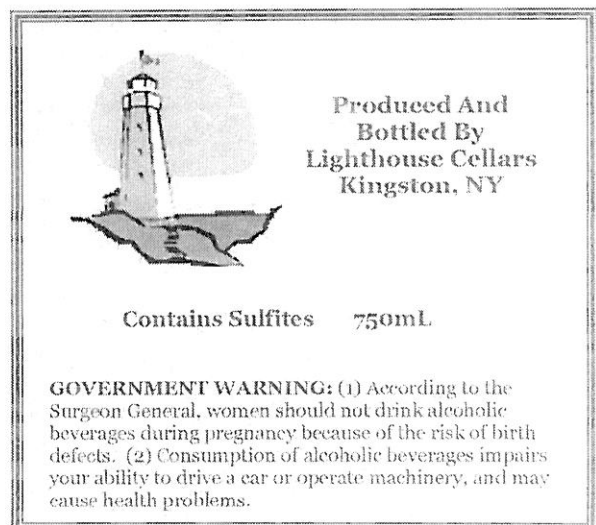 Produced And
Bottled By
Lighthouse Cellars
Kingston, NY
Contains Sulfites 750mL
GOVERNMENT WARNING: (1) According to the
Surgeon General, women should not drink alcoholic
beverages during pregnancy because of the risk of birth
defects. (2) Consumption of alcoholic beverages impairs
your ability to drive a car or operate machinery, and may
cause health problems.